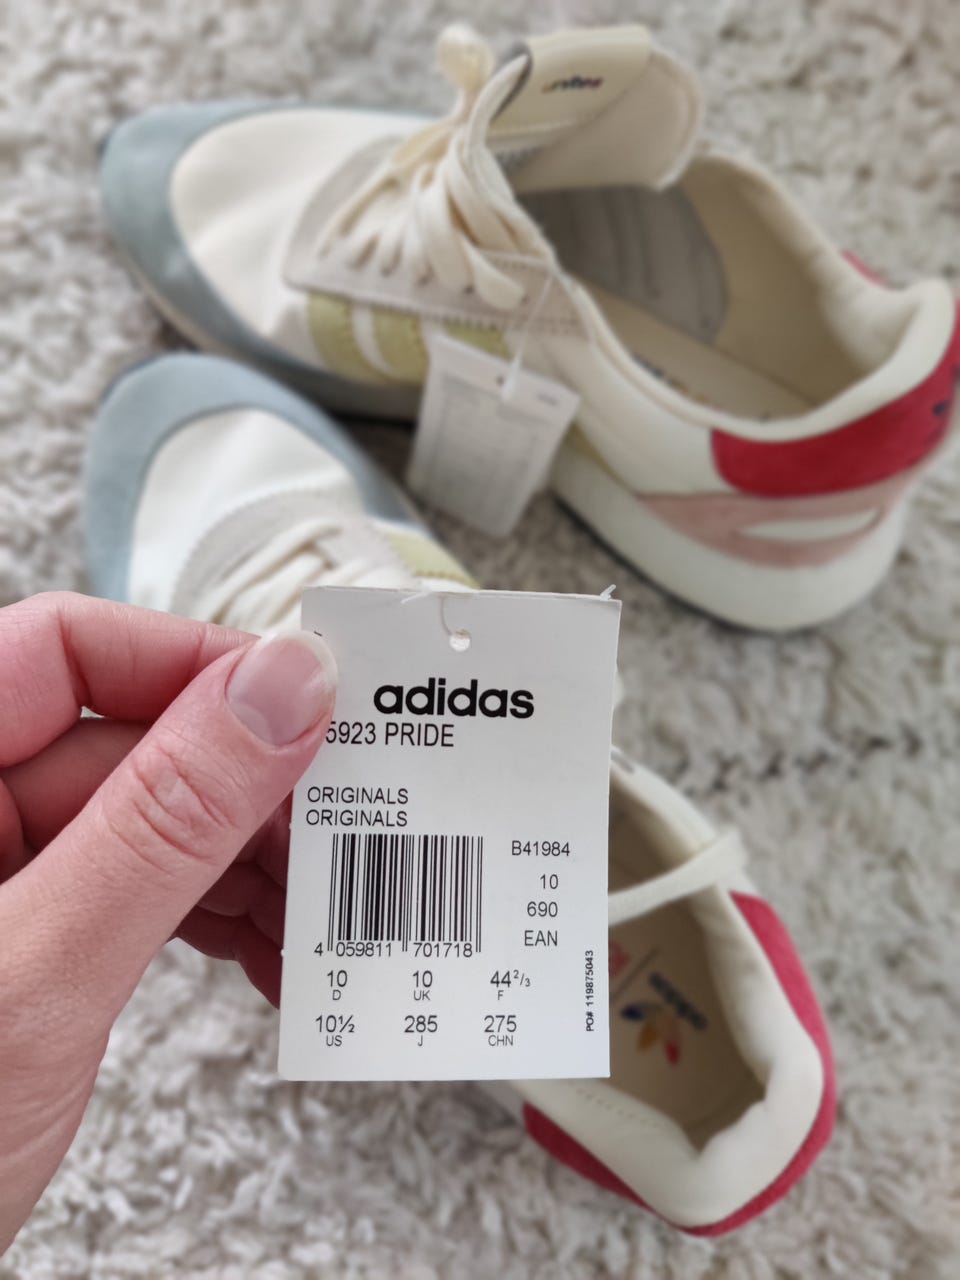 adidas
5923 PRIDE
ORIGINALS
ORIGINALS
B41984
10
690
EAN
4 059811 701718
10 10 44 2/3
D UK F
10½ 285 275
US J CHN
PO# 119875043
adidas